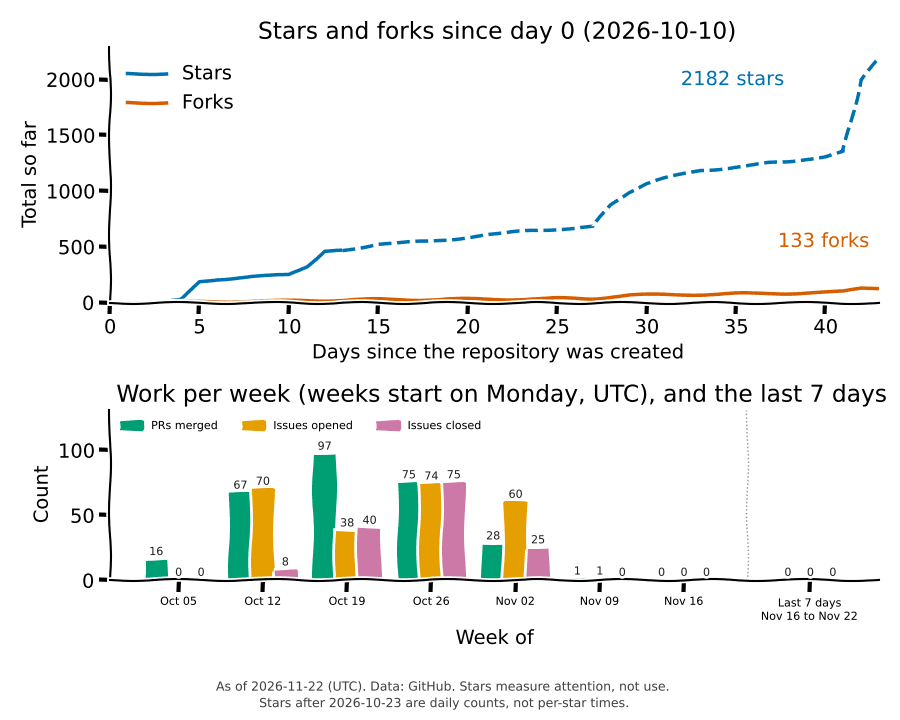 Stars and forks since day 0 (2026-10-10)
Stars
Forks
2182 stars
133 forks
Total so far
2000
1500
1000
500
0
0 5 10 15 20 25 30 35 40
Days since the repository was created
Work per week (weeks start on Monday, UTC), and the last 7 days
PRs merged Issues opened Issues closed
Count
100
50
0
16 0 0
67 70 8
97 38 40
75 74 75
28 60 25
1 1 0
0 0 0
0 0 0
Oct 05 Oct 12 Oct 19 Oct 26 Nov 02 Nov 09 Nov 16 Last 7 days
Nov 16 to Nov 22
Week of
As of 2026-11-22 (UTC). Data: GitHub. Stars measure attention, not use.
Stars after 2026-10-23 are daily counts, not per-star times.